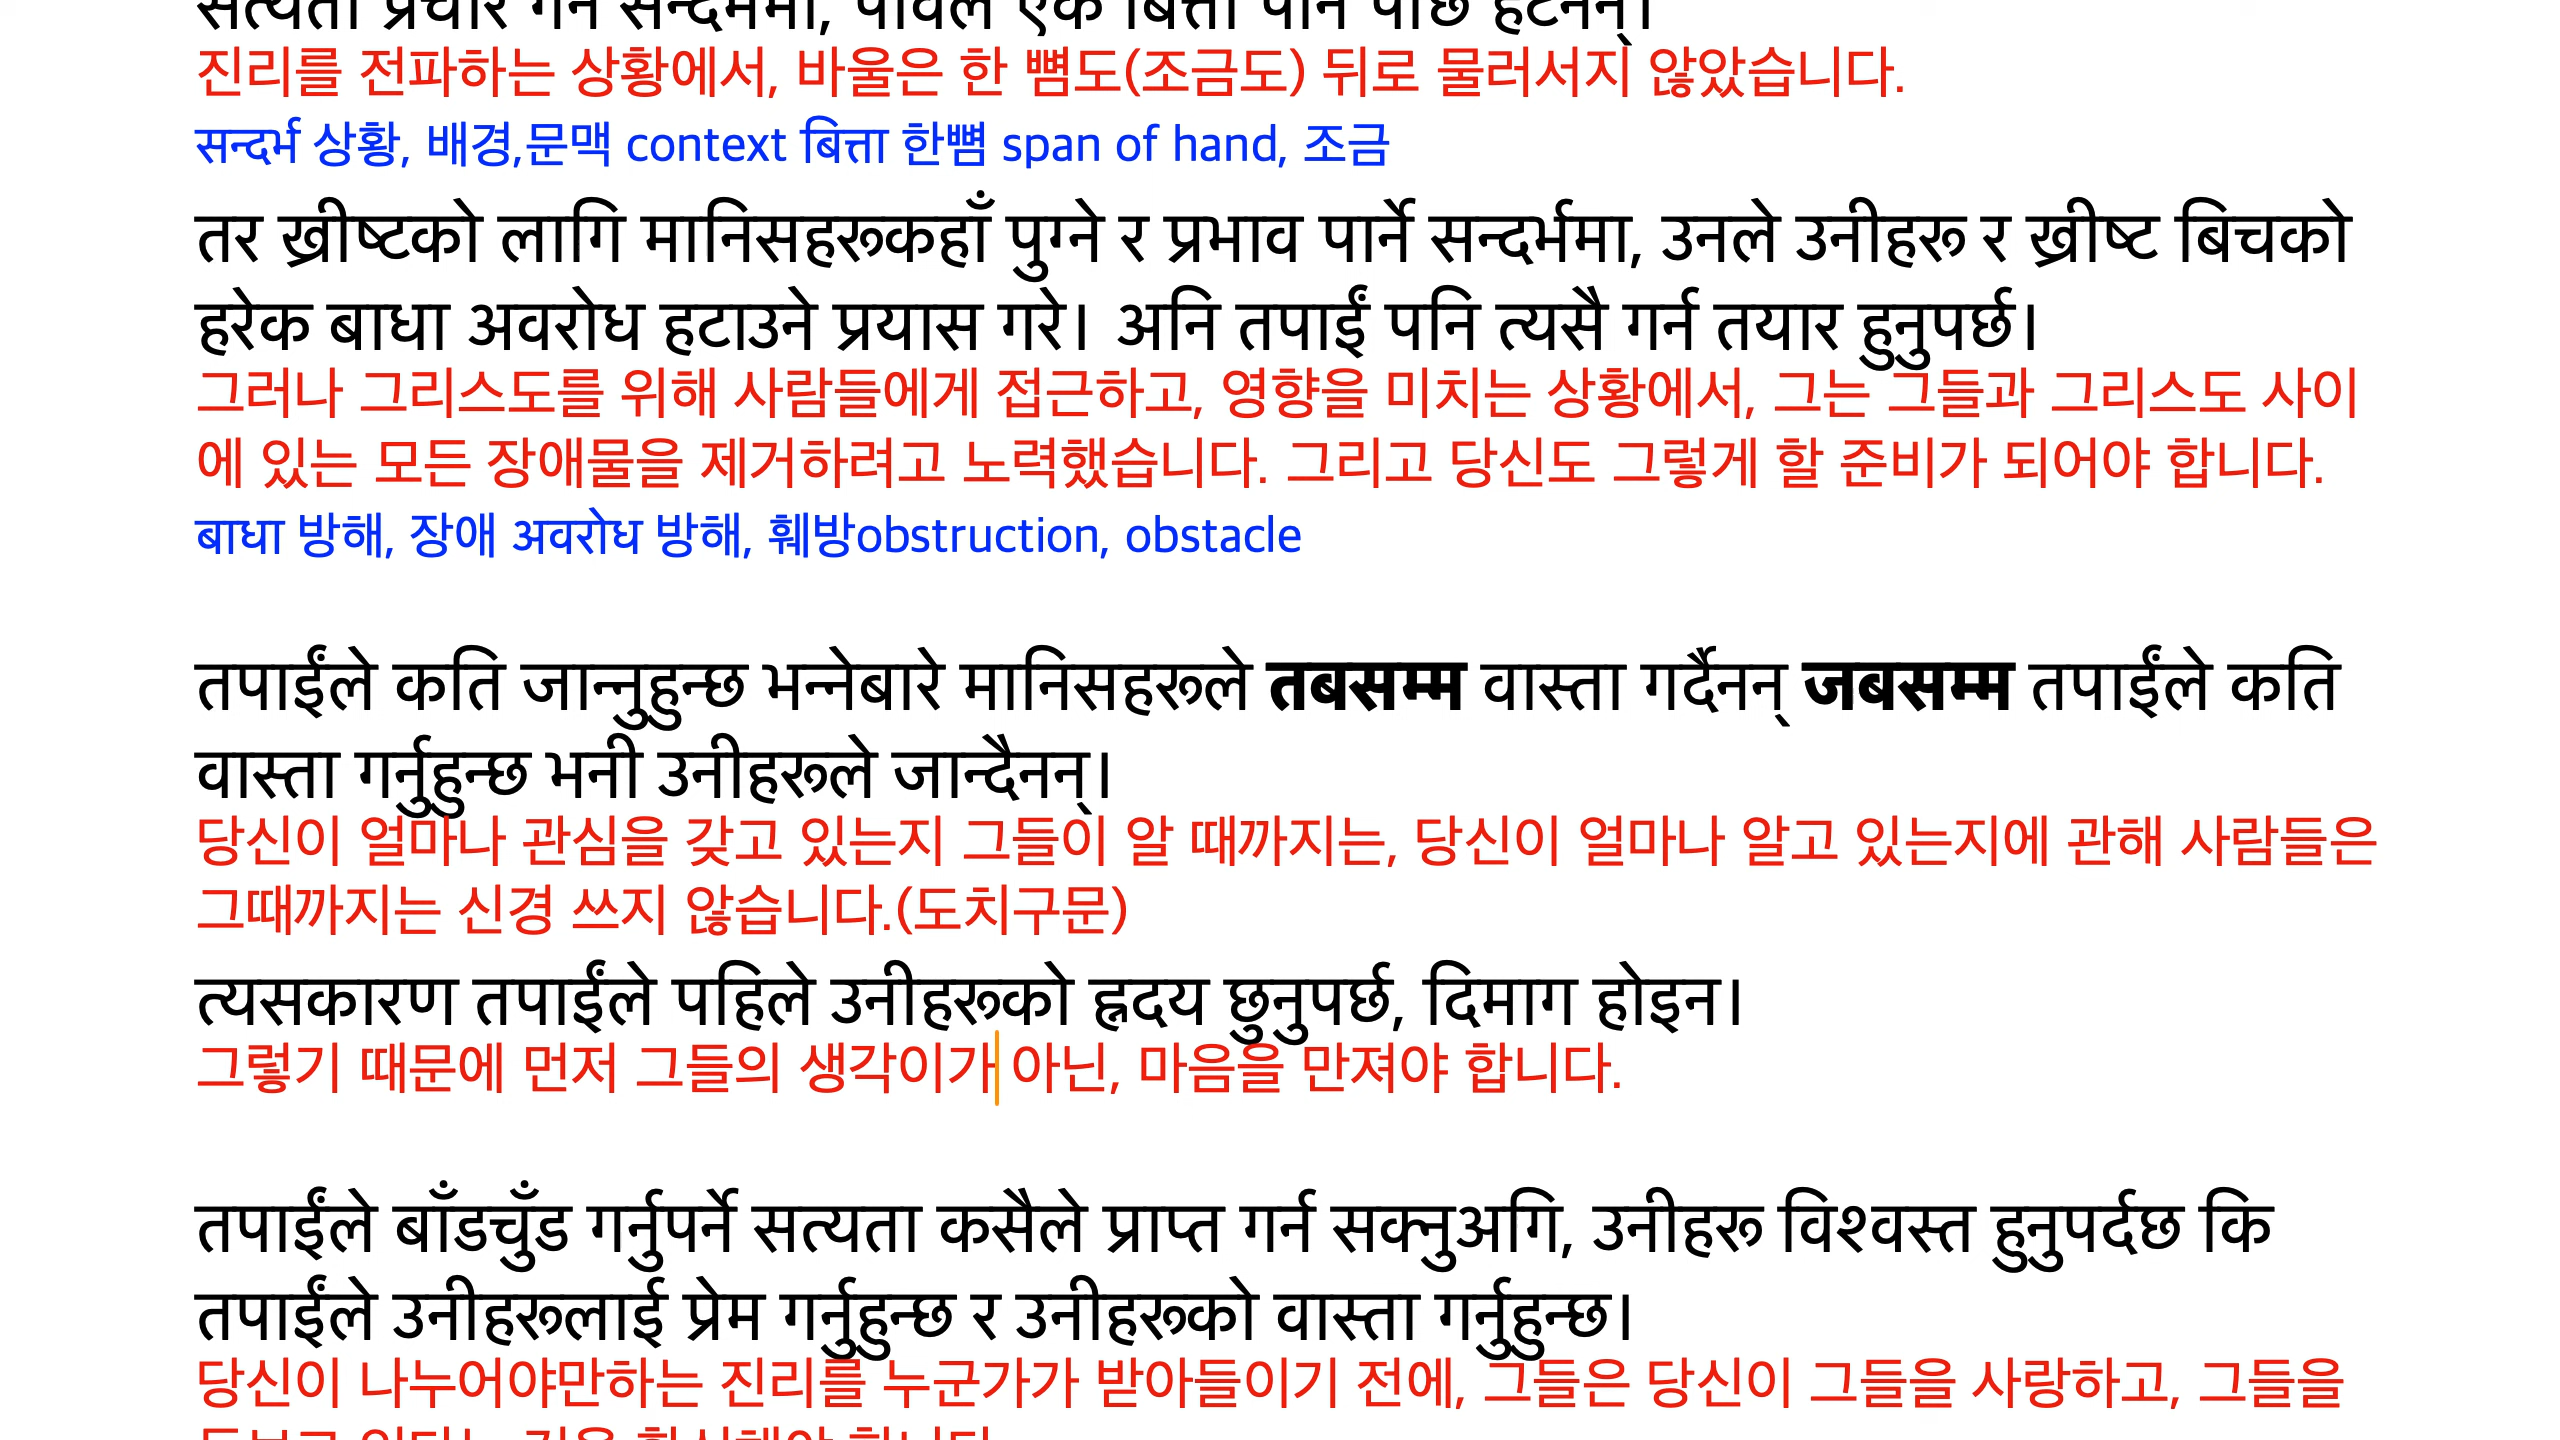 सत्यता प्रचार गर्ने सन्दर्भमा, पावल एक बित्ता पनि पछि हटेनन्।
진리를 전파하는 상황에서, 바울은 한 뼘도(조금도) 뒤로 물러서지 않았습니다.
सन्दर्भ 상황, 배경,문맥 context बित्ता 한뼘 span of hand, 조금
तर ख्रीष्टको लागि मानिसहरूकहाँ पुग्ने र प्रभाव पार्ने सन्दर्भमा, उनले उनीहरू र ख्रीष्ट बिचको
हरेक बाधा अवरोध हटाउने प्रयास गरे। अनि तपाईं पनि त्यसै गर्न तयार हुनुपर्छ।
그러나 그리스도를 위해 사람들에게 접근하고, 영향을 미치는 상황에서, 그는 그들과 그리스도 사이
에 있는 모든 장애물을 제거하려고 노력했습니다. 그리고 당신도 그렇게 할 준비가 되어야 합니다.
बाधा 방해, 장애 अवरोध 방해, 훼방obstruction, obstacle
तपाईंले कति जान्नुहुन्छ भन्नेबारे मानिसहरूले तबसम्म वास्ता गर्दैनन् जबसम्म तपाईंले कति
वास्ता गर्नुहुन्छ भनी उनीहरूले जान्दैनन्।
당신이 얼마나 관심을 갖고 있는지 그들이 알 때까지는, 당신이 얼마나 알고 있는지에 관해 사람들은
그때까지는 신경 쓰지 않습니다.(도치구문)
त्यसकारण तपाईंले पहिले उनीहरूको ह्रदय छुनुपर्छ, दिमाग होइन।
그렇기 때문에 먼저 그들의 생각이가 아닌, 마음을 만져야 합니다.
तपाईंले बाँडचुँड गर्नुपर्ने सत्यता कसैले प्राप्त गर्न सक्नुअगि, उनीहरू विश्वस्त हुनुपर्दछ कि
तपाईंले उनीहरूलाई प्रेम गर्नुहुन्छ र उनीहरूको वास्ता गर्नुहुन्छ।
당신이 나누어야만하는 진리를 누군가가 받아들이기 전에, 그들은 당신이 그들을 사랑하고, 그들을